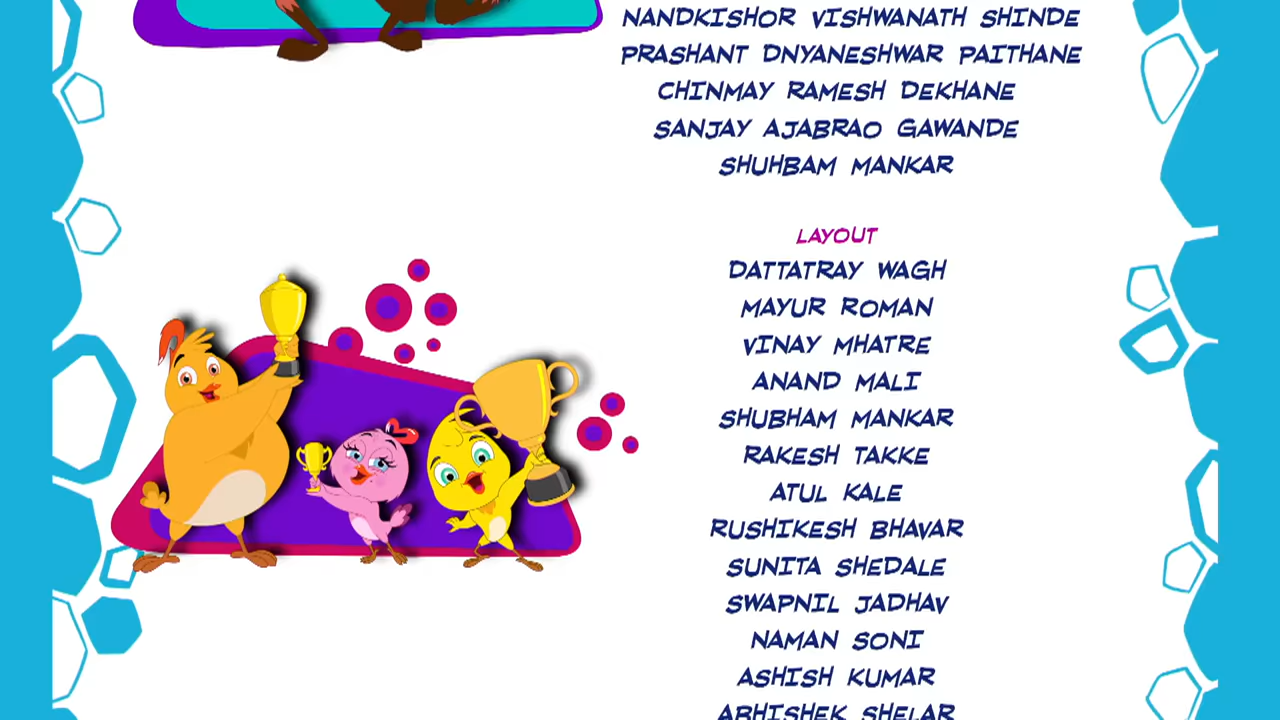 NANDKISHOR VISHWANATH SHINDE
PRASHANT DNYANESHWAR PAITHANE
CHINMAY RAMESH DEKHANE
SANJAY AJABRAO GAWANDE
SHUHBAM MANKAR
LAYOUT
DATTATRAY WAGH
MAYUR ROMAN
VINAY MHATRE
ANAND MALI
SHUBHAM MANKAR
RAKESH TAKKE
ATUL KALE
RUSHIKESH BHAVAR
SUNITA SHEDALE
SWAPNIL JADHAV
NAMAN SONI
ASHISH KUMAR
ABHISHEK SHELAR